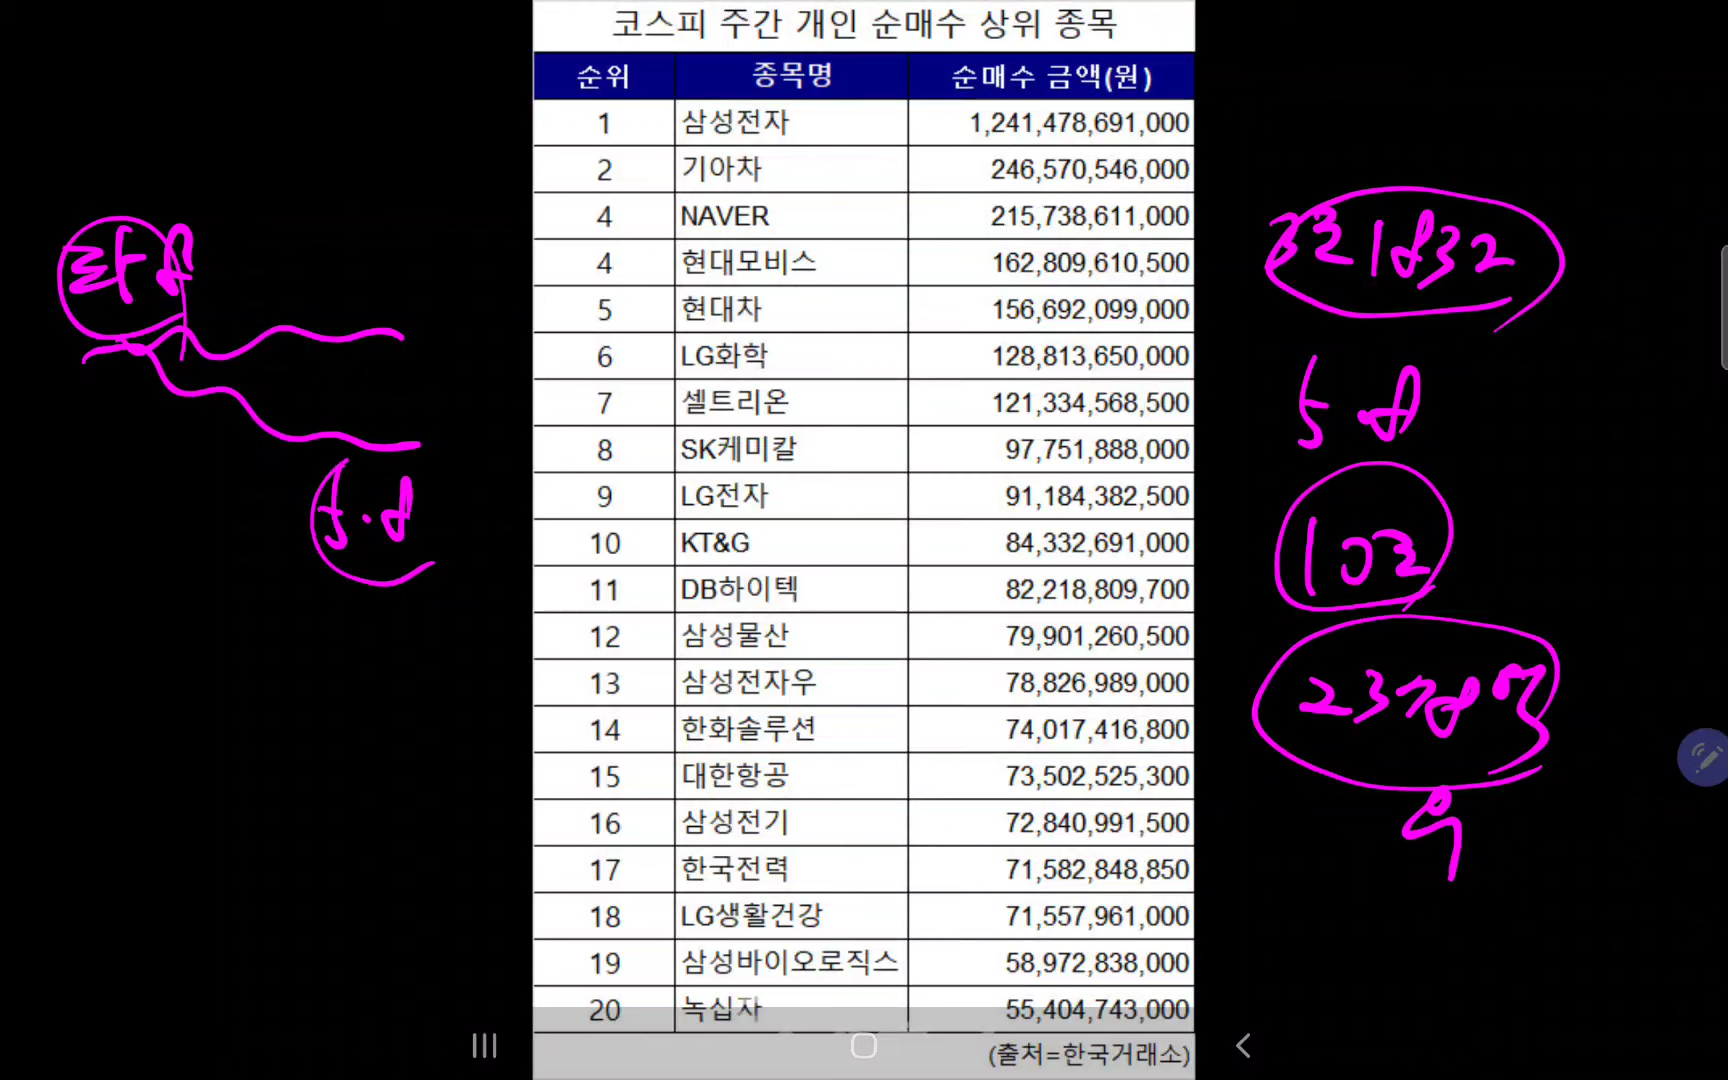 코스피 주간 개인 순매수 상위 종목
순위 종목명 순매수 금액(원)
1 삼성전자 1,241,478,691,000
2 기아차 246,570,546,000
4 NAVER 215,738,611,000
4 현대모비스 162,809,610,500
5 현대차 156,692,099,000
6 LG화학 128,813,650,000
7 셀트리온 121,334,568,500
8 SK케미칼 97,751,888,000
9 LG전자 91,184,382,500
10 KT&G 84,332,691,000
11 DB하이텍 82,218,809,700
12 삼성물산 79,901,260,500
13 삼성전자우 78,826,989,000
14 한화솔루션 74,017,416,800
15 대한항공 73,502,525,300
16 삼성전기 72,840,991,500
17 한국전력 71,582,848,850
18 LG생활건강 71,557,961,000
19 삼성바이오로직스 58,972,838,000
20 녹십자 55,404,743,000
(출처=한국거래소)